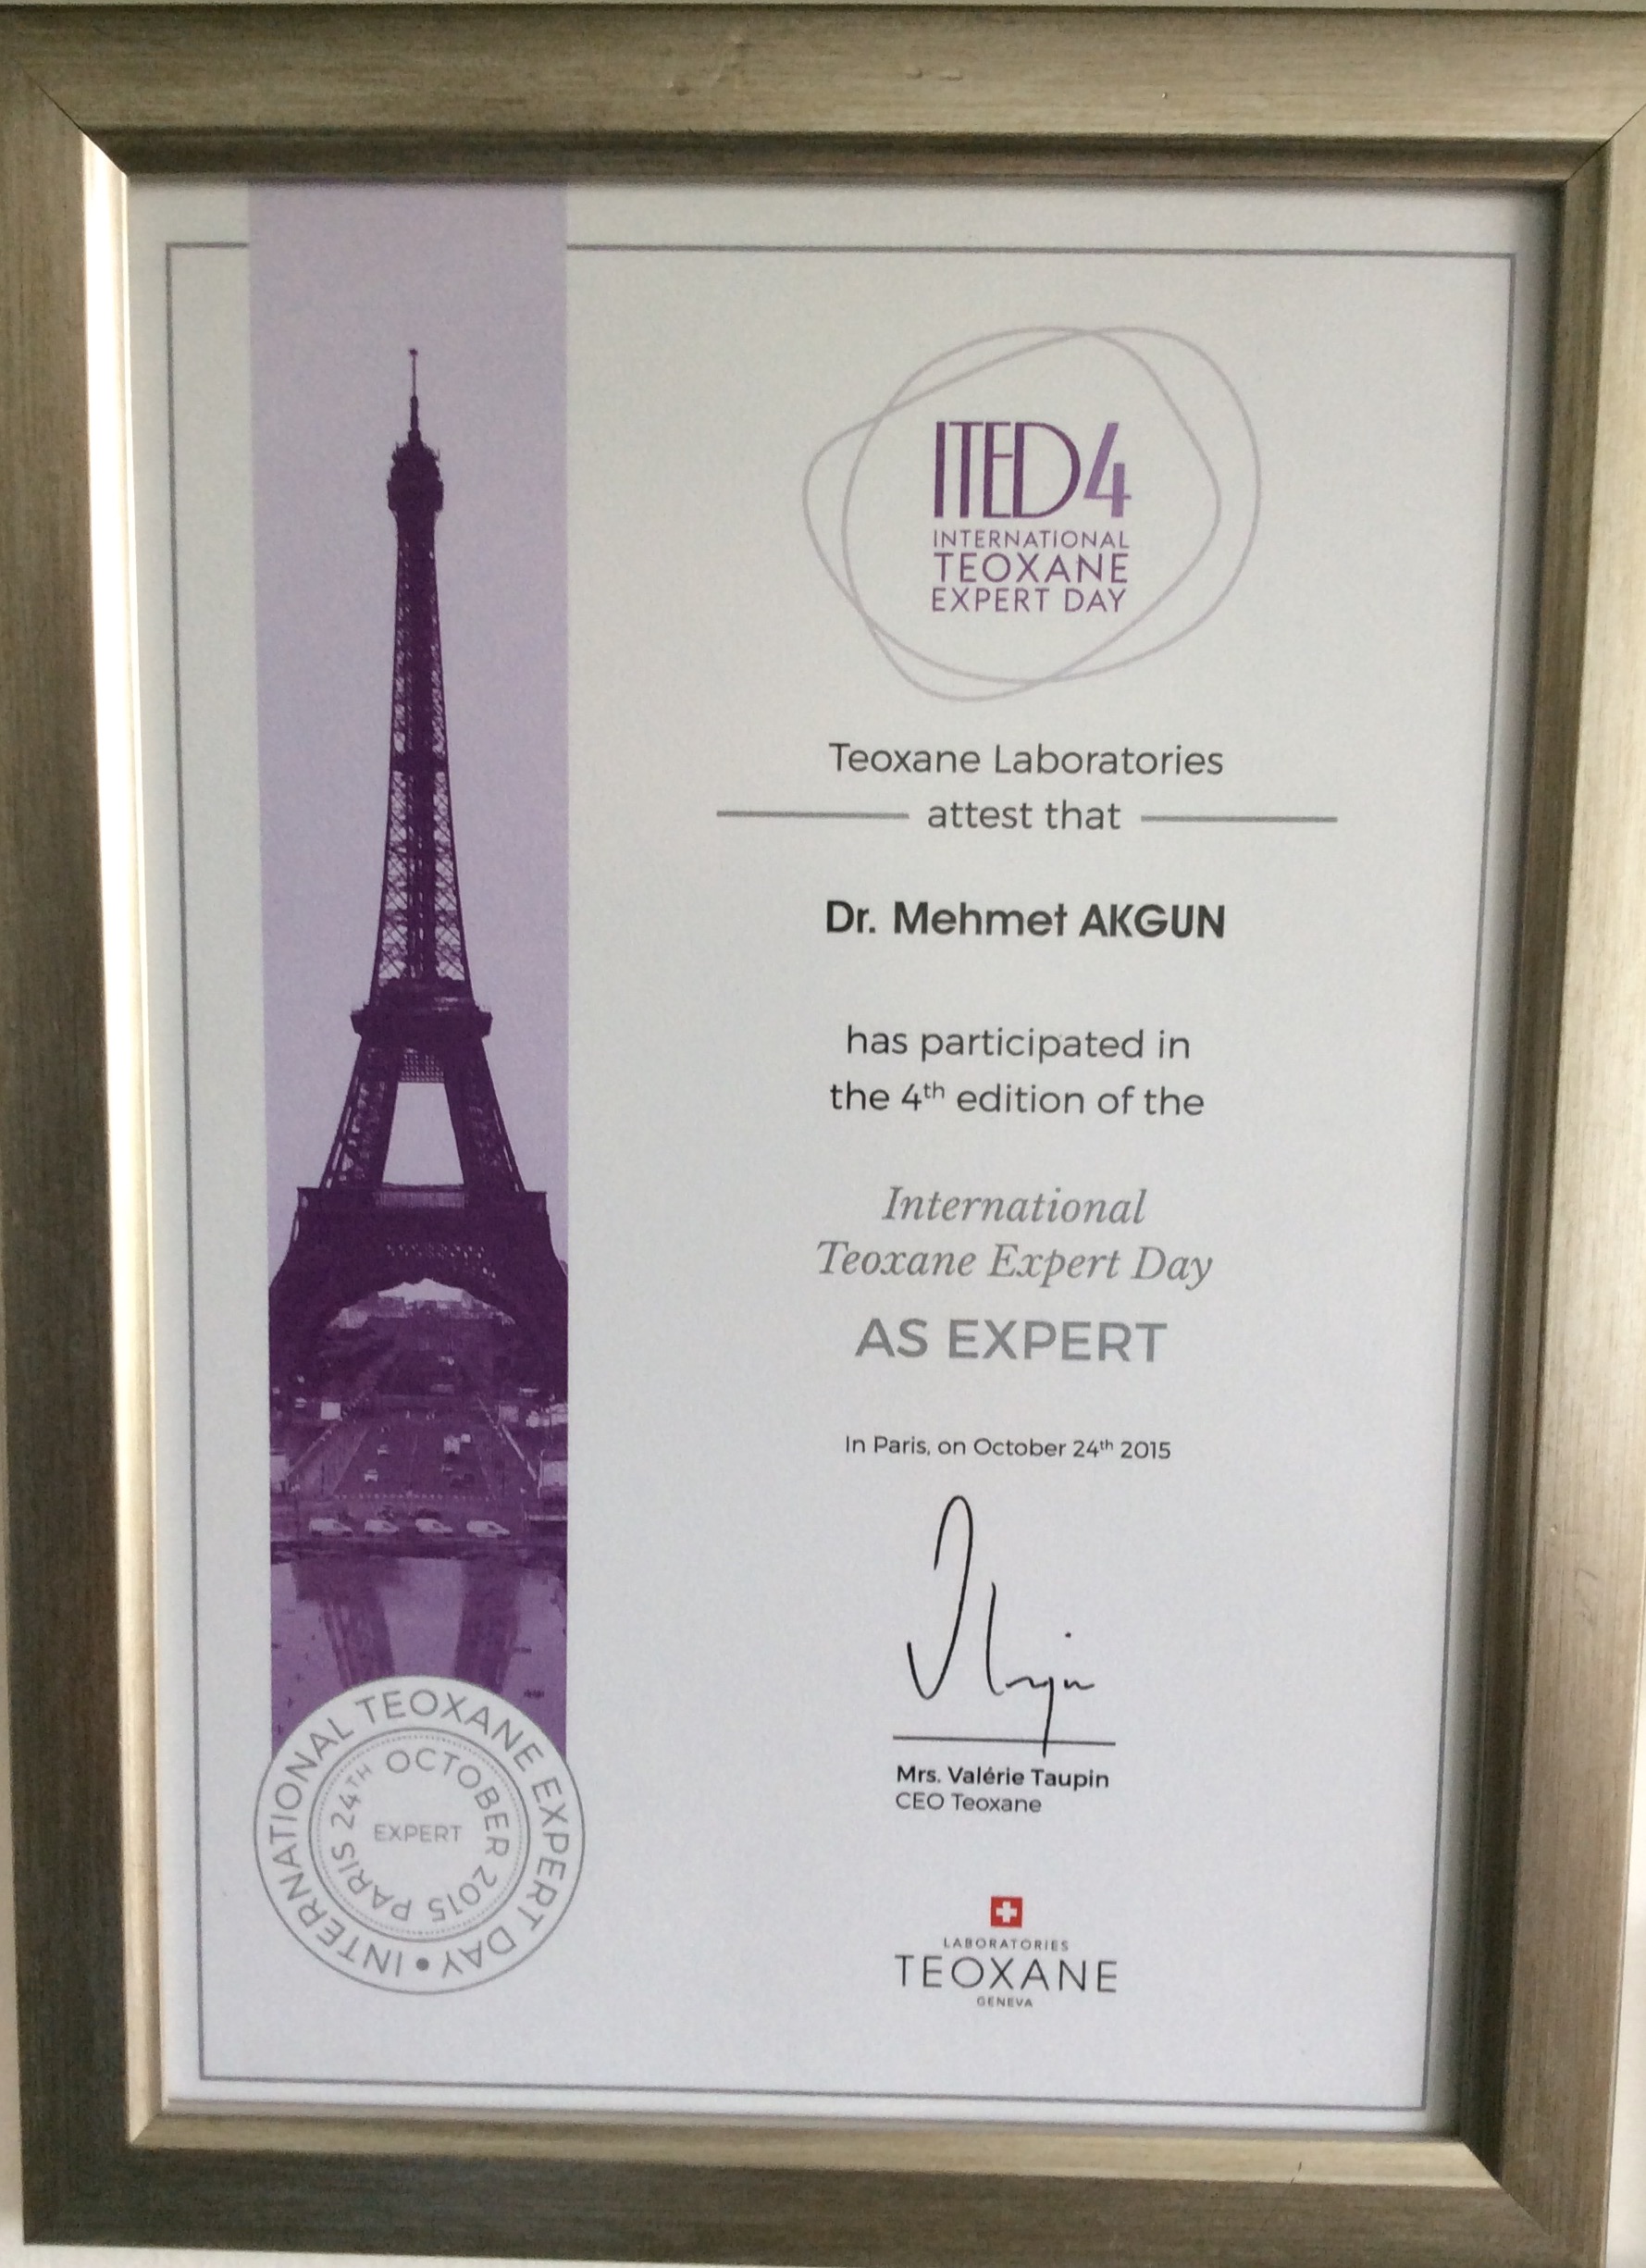 ITED4
INTERNATIONAL
TEOXANE
EXPERT DAY
Teoxane Laboratories
attest that
Dr. Mehmet AKGUN
has participated in
the 4th edition of the
International
Teoxane Expert Day
AS EXPERT
In Paris, on October 24th 2015
Mrs. Valérie Taupin
CEO Teoxane
LABORATORIES
TEOXANE
GENEVA
INTERNATIONAL TEOXANE EXPERT DAY •
PARIS 24TH OCTOBER 2015
EXPERT